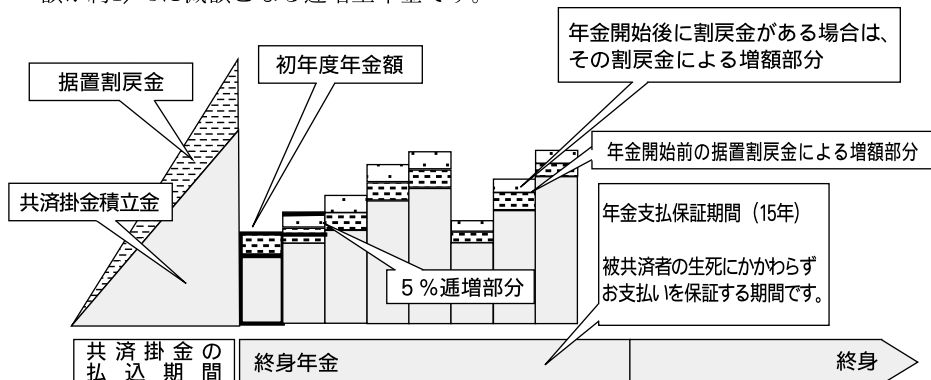 年金開始後に割戻金がある場合は、
その割戻金による増額部分
初年度年金額
据置割戻金
年金開始前の据置割戻金による増額部分
共済掛金積立金
年金支払保証期間（15年）
被共済者の生死にかかわらず
お支払いを保証する期間です。
5％逓増部分
共済掛金の
払込期間
終身年金
終身